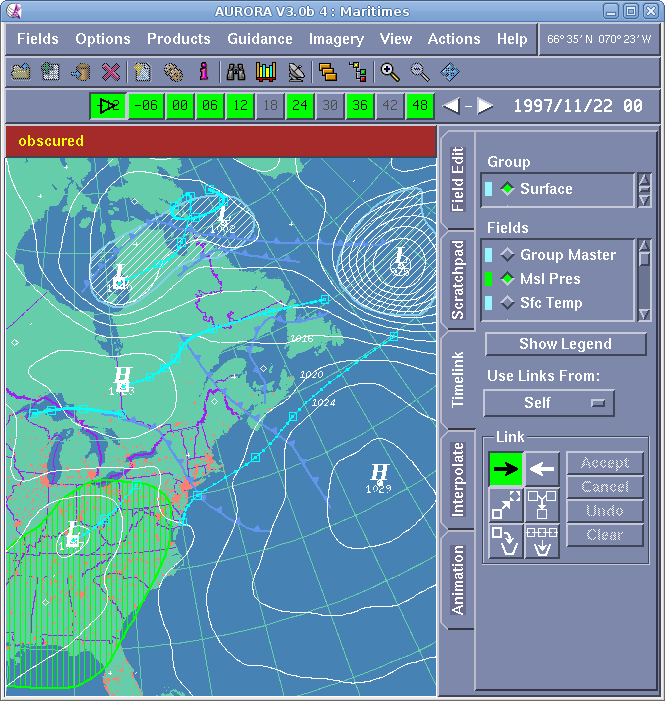 AURORA V3.0b 4 : Maritimes
Fields Options Products Guidance Imagery View Actions Help 66°35'N 070°23'W
-06 00 06 12 18 24 30 36 42 48 1997/11/22 00
obscured
Group
Surface
Fields
Group Master
Msl Pres
Sfc Temp
Show Legend
Use Links From:
Self
Link
Accept
Cancel
Undo
Clear
Field Edit
Scratchpad
Timelink
Interpolate
Animation
L
L
L
H
1016
1020
1024
H
1029
L